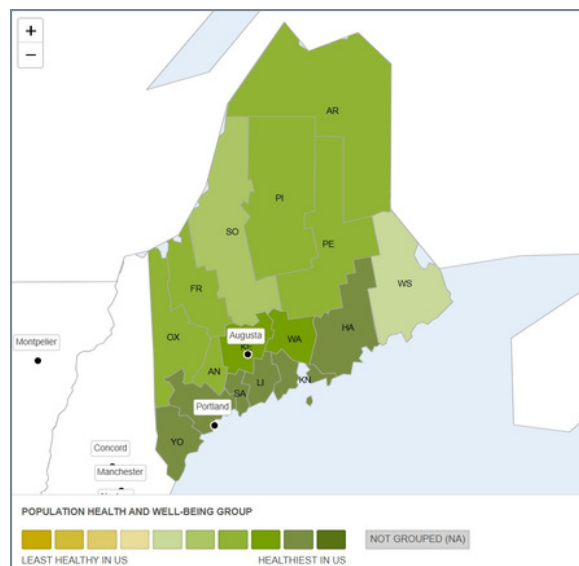 +
−
AR
PI
SO
PE
WS
FR
HA
OX
Augusta
WA
Montpelier
AN
LI
KN
SA
Portland
YO
Concord
Manchester
POPULATION HEALTH AND WELL-BEING GROUP
NOT GROUPED (NA)
LEAST HEALTHY IN US
HEALTHIEST IN US